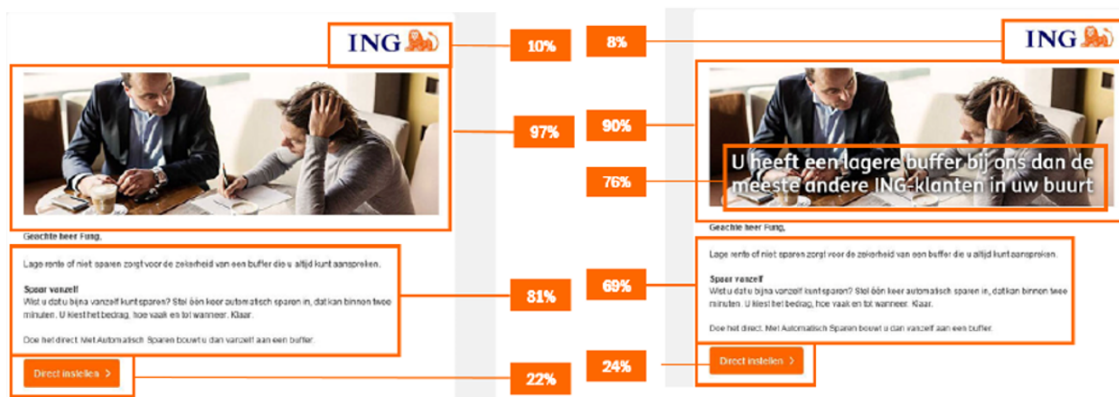 ING
10%
97%
Geachte heer Fung,
Lage rente of niet sparen zorgt voor de zekerheid van een buffer die u altijd kunt aanspreken.
Spaar vanzelf
Wist u dat u bijna vanzelf kunt sparen? Stel één keer automatisch sparen in, dat kan binnen twee
minuten. U kiest het bedrag, hoe vaak en tot wanneer. Klaar.
Doe het direct. Met Automatisch Sparen bouwt u dan vanzelf aan een buffer.
81%
Direct instellen
22%
8%
ING
90%
U heeft een lagere buffer bij ons dan de
meeste andere ING-klanten in uw buurt
76%
Geachte heer Fung,
Lage rente of niet sparen zorgt voor de zekerheid van een buffer die u altijd kunt aanspreken.
Spaar vanzelf
Wist u dat u bijna vanzelf kunt sparen? Stel één keer automatisch sparen in, dat kan binnen twee
minuten. U kiest het bedrag, hoe vaak en tot wanneer. Klaar.
Doe het direct. Met Automatisch Sparen bouwt u dan vanzelf aan een buffer.
69%
Direct instellen
24%